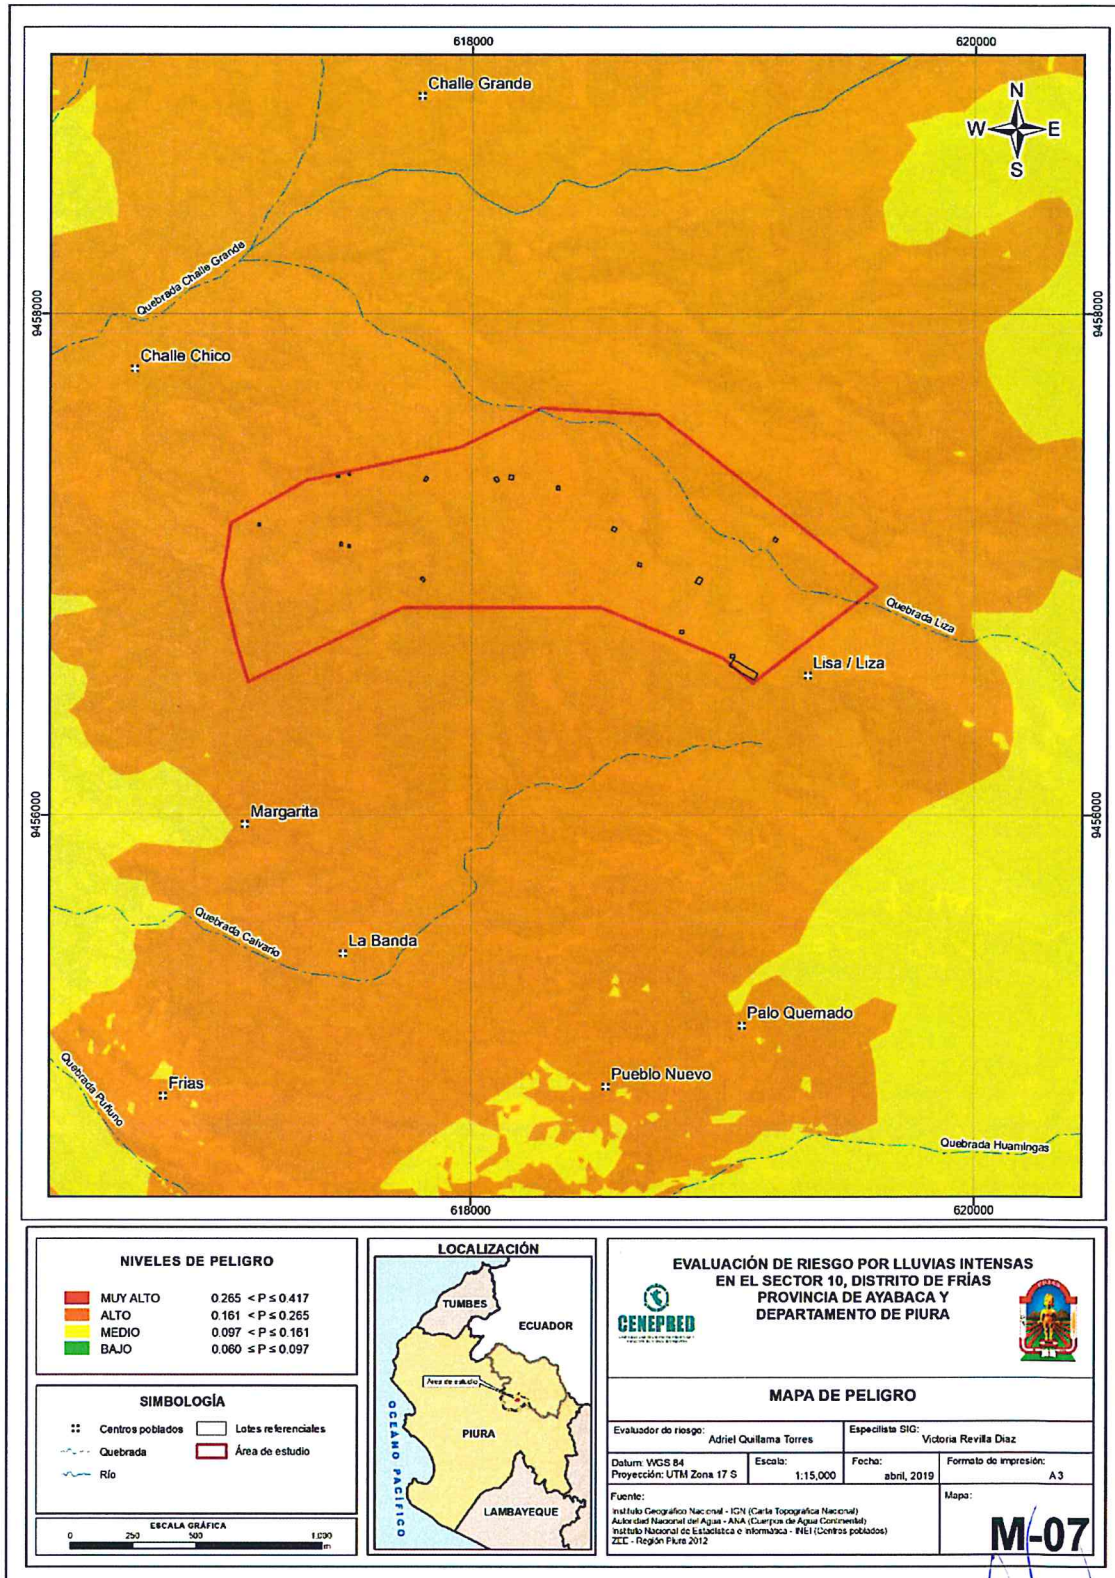 618000
620000
Challe Grande
N
W
E
S
Quebrada Challe Grande
9458000
9458000
Challe Chico
Quebrada Liza
Lisa / Liza
Margarita
9456000
9456000
Quebrada Calvario
La Banda
Palo Quemado
Pueblo Nuevo
Quebrada Puñuno
Frias
Quebrada Huamingas
618000
620000
NIVELES DE PELIGRO
MUY ALTO 0.265 < P ≤ 0.417
ALTO 0.161 < P ≤ 0.265
MEDIO 0.097 < P ≤ 0.161
BAJO 0.060 ≤ P ≤ 0.097
SIMBOLOGÍA
Centros poblados
Lotes referenciales
Quebrada
Área de estudio
Río
ESCALA GRÁFICA
0 250 500 1,000
m
LOCALIZACIÓN
TUMBES
ECUADOR
Área de estudio
PIURA
OCEÁNO PACÍFICO
LAMBAYEQUE
EVALUACIÓN DE RIESGO POR LLUVIAS INTENSAS
EN EL SECTOR 10, DISTRITO DE FRÍAS
PROVINCIA DE AYABACA Y
DEPARTAMENTO DE PIURA
CENEPRED
MAPA DE PELIGRO
Evaluador de riesgo:
Adriel Quillama Torres
Especilista SIG:
Victoria Revilla Diaz
Datum: WGS 84
Proyección: UTM Zona 17 S
Escala:
1:15,000
Fecha:
abril, 2019
Formato de impresión:
A3
Fuente:
Instituto Geográfico Nacional - IGN (Carta Topográfica Nacional)
Autoridad Nacional del Agua - ANA (Cuerpos de Agua Continental)
Instituto Nacional de Estadística e Informática - INEI (Centros poblados)
ZEE - Región Piura 2012
Mapa:
M-07